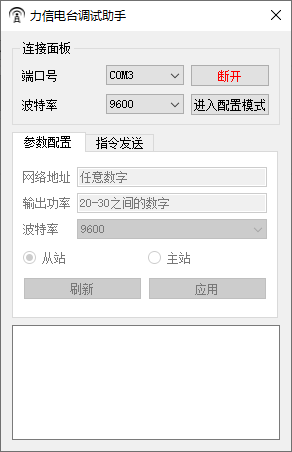 力信电台调试助手
连接面板
端口号 COM3 断开
波特率 9600 进入配置模式
参数配置 指令发送
网络地址 任意数字
输出功率 20-30之间的数字
波特率 9600
从站 主站
刷新 应用